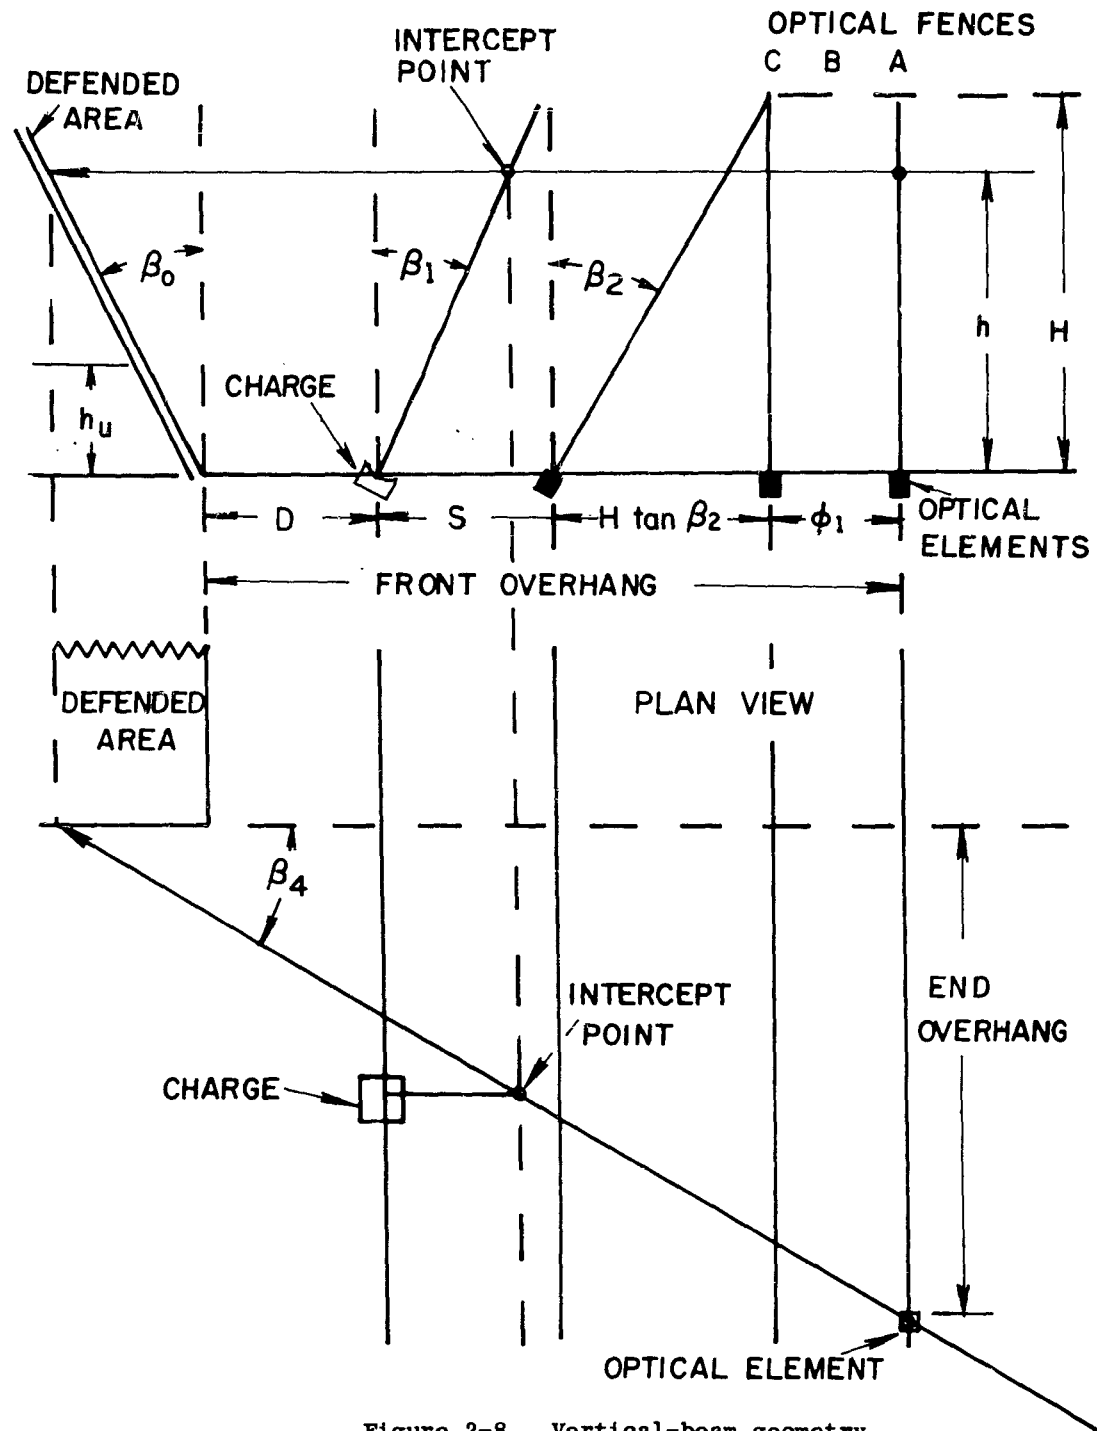 OPTICAL FENCES
C B A
INTERCEPT
POINT
DEFENDED
AREA
β₀
β₁
β₂
h
H
CHARGE
hᵤ
D
S
H tan β₂
ϕ₁
OPTICAL
ELEMENTS
FRONT OVERHANG
DEFENDED
AREA
PLAN VIEW
β₄
END
OVERHANG
INTERCEPT
POINT
CHARGE
OPTICAL ELEMENT
Figure 2-8. Vertical-beam geometry